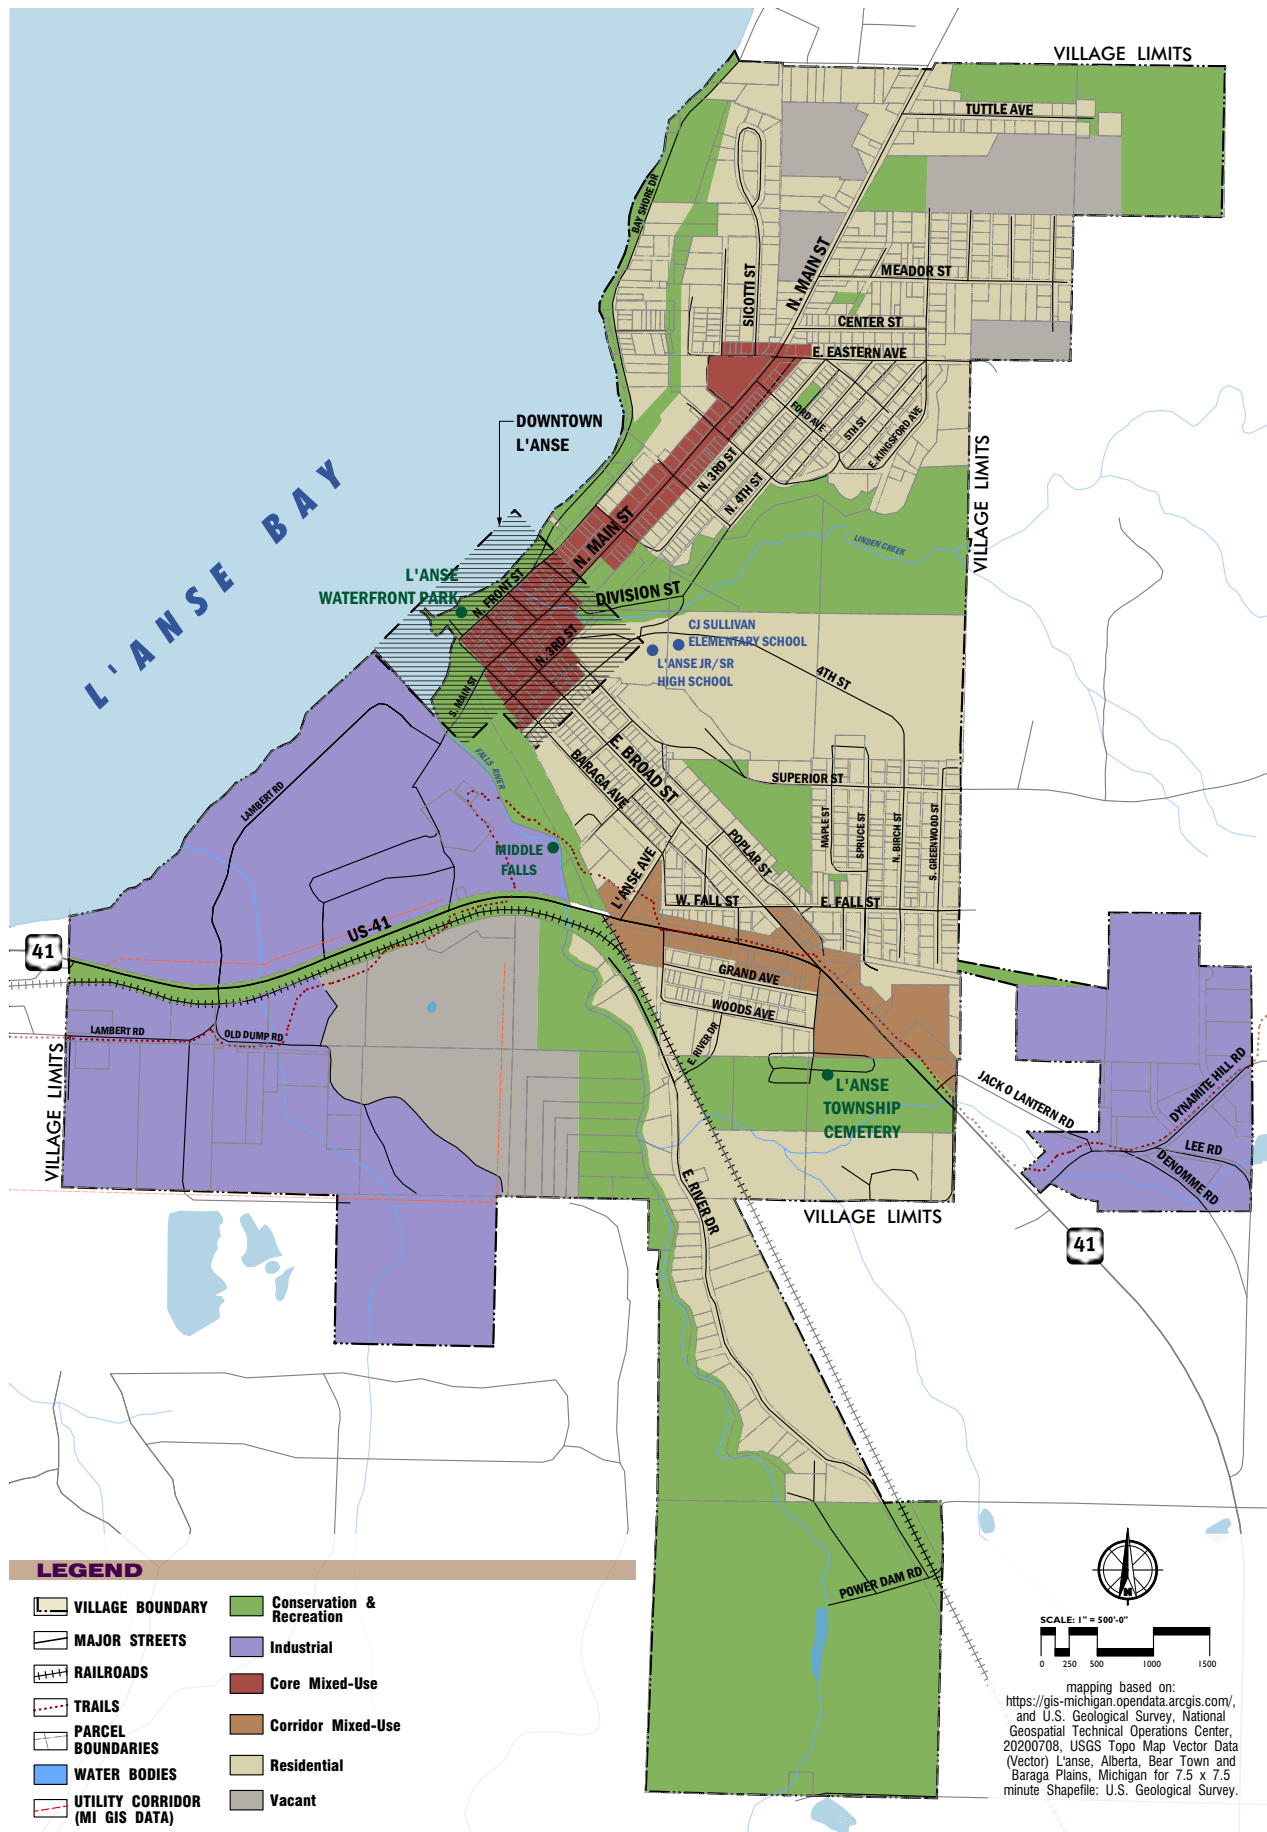 VILLAGE LIMITS
TUTTLE AVE
BAY SHORE DR
N. MAIN ST
SICOTTI ST
MEADOR ST
CENTER ST
E. EASTERN AVE
FORD AVE
5TH ST
E. KINGSFORD AVE
DOWNTOWN
L'ANSE
N. 3RD ST
N. 4TH ST
VILLAGE LIMITS
L'ANSE BAY
N. MAIN ST
LINDEN CREEK
L'ANSE
WATERFRONT PARK
N. FRONT ST
DIVISION ST
CJ SULLIVAN
ELEMENTARY SCHOOL
N. 3RD ST
L'ANSE JR/SR
HIGH SCHOOL
4TH ST
S. MAIN ST
FALLS RIVER
E. BROAD ST
BARAGA AVE
SUPERIOR ST
LAMBERT RD
MAPLE ST
SPRUCE ST
N. BIRCH ST
S. GREENWOOD ST
POPLAR ST
MIDDLE
FALLS
L'ANSE AVE
W. FALL ST
E. FALL ST
US-41
41
GRAND AVE
WOODS AVE
LAMBERT RD
OLD DUMP RD
E. RIVER DR
VILLAGE LIMITS
L'ANSE
TOWNSHIP
CEMETERY
JACK O LANTERN RD
DYNAMITE HILL RD
LEE RD
DENOMME RD
E. RIVER DR
VILLAGE LIMITS
41
POWER DAM RD
LEGEND
VILLAGE BOUNDARY
MAJOR STREETS
RAILROADS
TRAILS
PARCEL
BOUNDARIES
WATER BODIES
UTILITY CORRIDOR
(MI GIS DATA)
Conservation &
Recreation
Industrial
Core Mixed-Use
Corridor Mixed-Use
Residential
Vacant
N
SCALE: 1" = 500'-0"
0 250 500 1000 1500
mapping based on:
https://gis-michigan.opendata.arcgis.com/,
and U.S. Geological Survey, National
Geospatial Technical Operations Center,
20200708, USGS Topo Map Vector Data
(Vector) L'anse, Alberta, Bear Town and
Baraga Plains, Michigan for 7.5 x 7.5
minute Shapefile: U.S. Geological Survey.